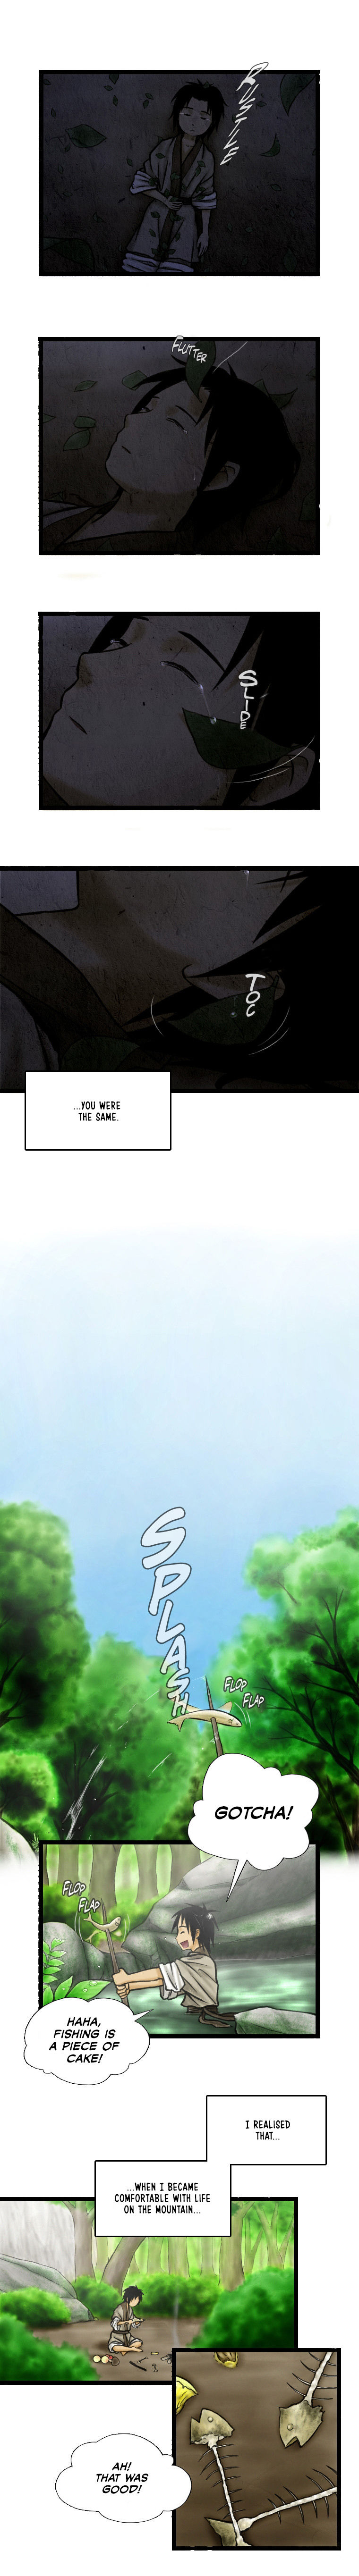 RUSTLE
FLUTTER
SLIDE
TOC
...YOU WERE
THE SAME.
SPLASH
FLOP
FLAP
GOTCHA!
FLOP
FLAP
HAHA,
FISHING IS
A PIECE OF
CAKE!
I REALISED
THAT...
...WHEN I BECAME
COMFORTABLE WITH LIFE
ON THE MOUNTAIN...
AH!
THAT WAS
GOOD!